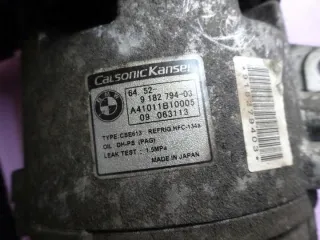 CalsonicKansei
64. 52-
9 182 794-03
A41011B10005
09 063113
TYPE:CSE613 REFRIG.HFC-134a
OIL DH-PS (PAG)
LEAK TEST : 1.5MPa
MADE IN JAPAN